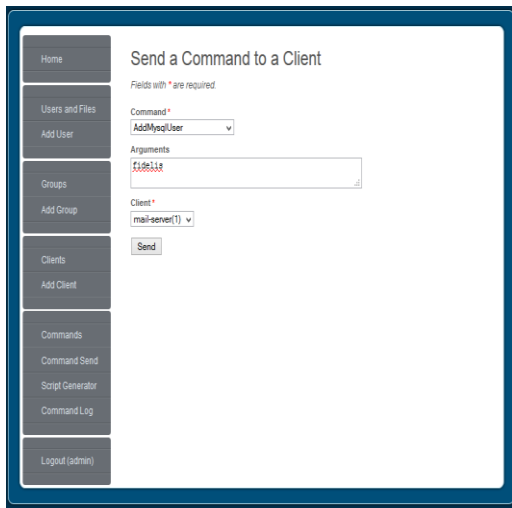 Home
Users and Files
Add User
Groups
Add Group
Clients
Add Client
Commands
Command Send
Script Generator
Command Log
Logout (admin)
Send a Command to a Client
Fields with * are required.
Command *
AddMysqlUser
Arguments
fidelis
Client *
mail-server(1)
Send